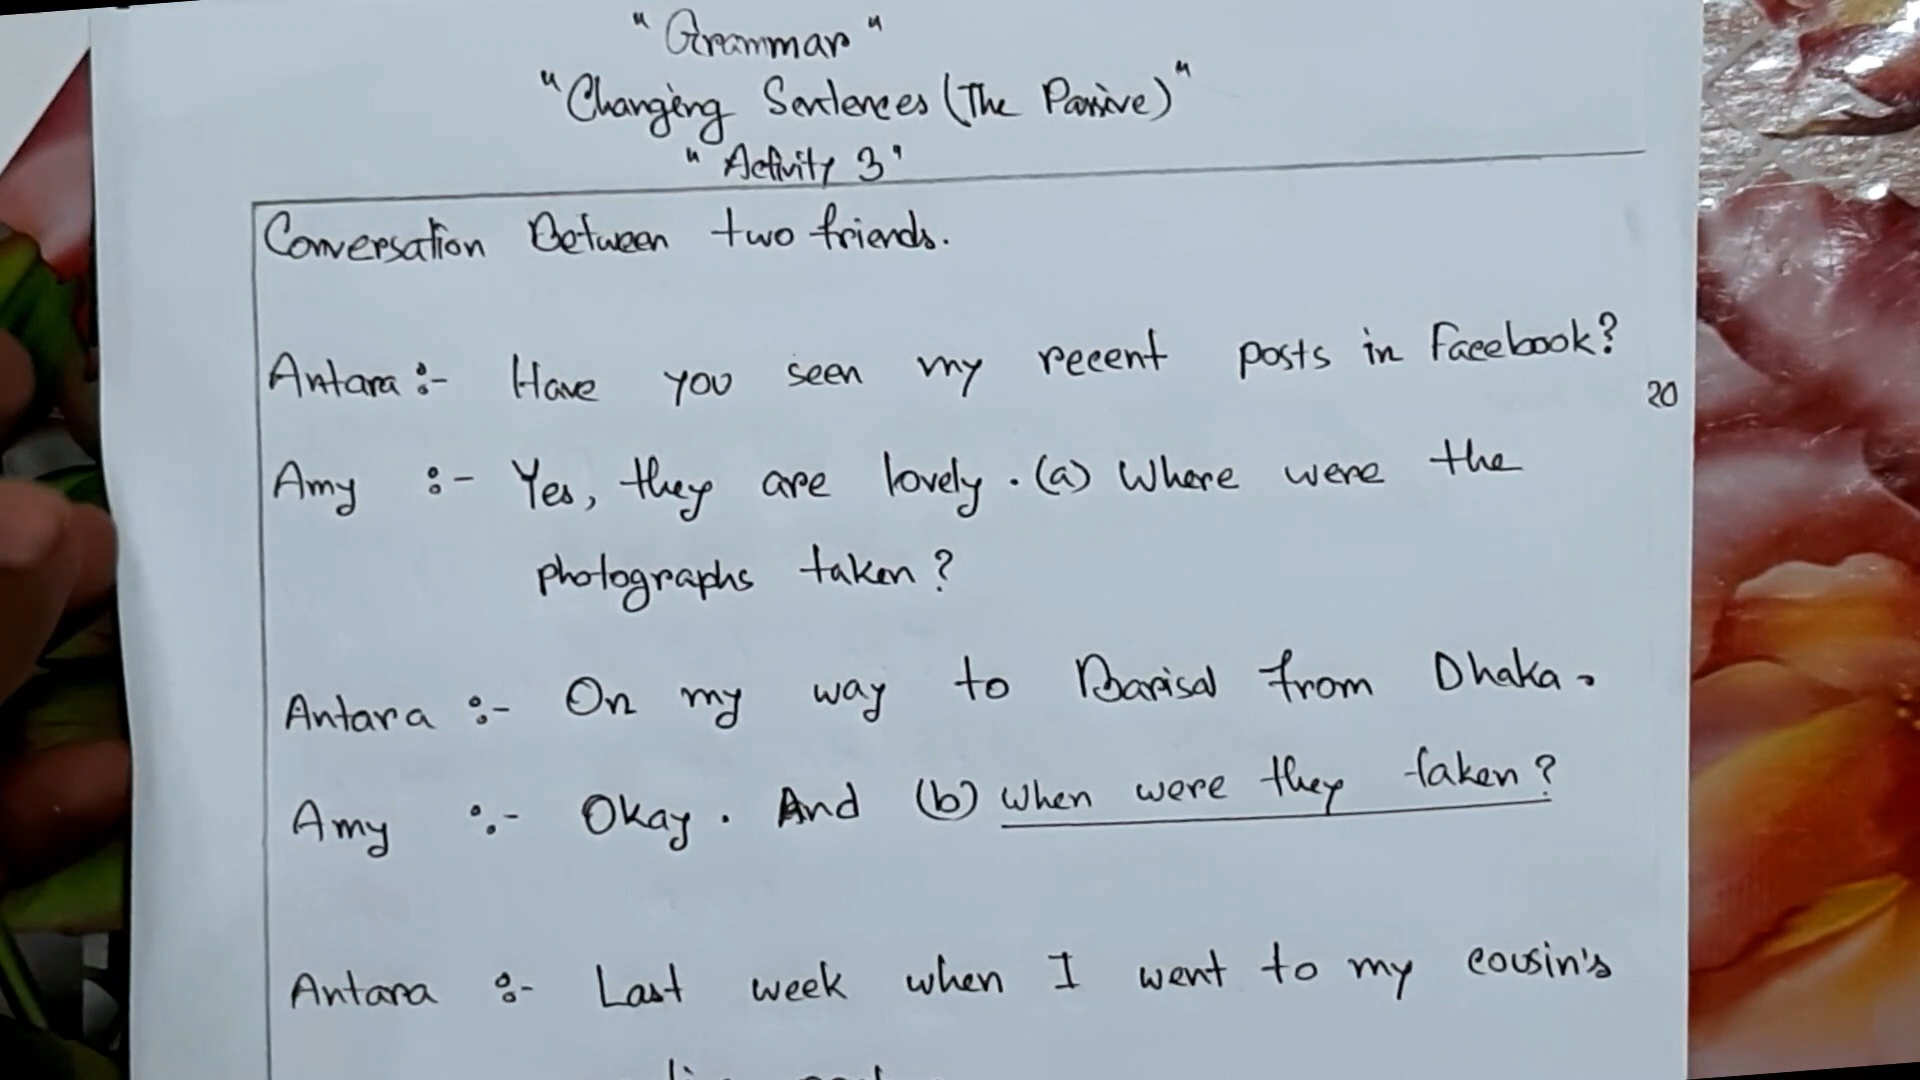 "Grammar"
"Changing Sentences (The Passive)"
"Activity 3"
Conversation Between two friends.
Antara :- Have you seen my recent posts in Facebook?
20
Amy :- Yes, they are lovely. (a) Where were the
photographs taken?
Antara :- On my way to Barisal from Dhaka.
Amy :- Okay. And (b) when were they taken?
Antara :- Last week when I went to my cousin's